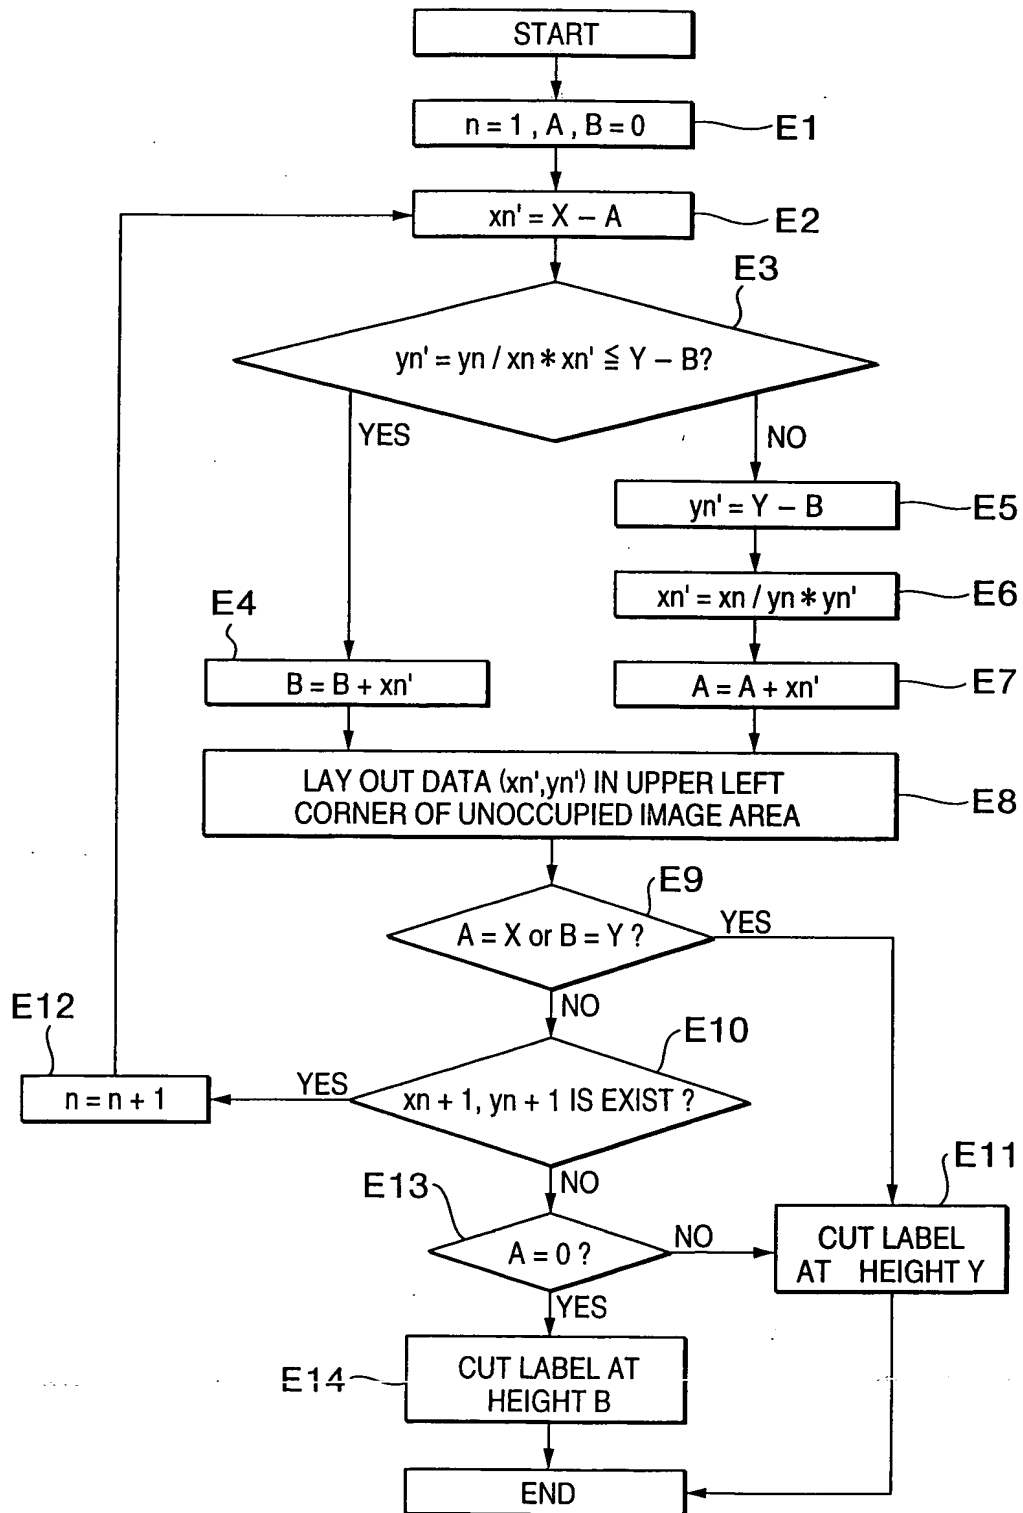 START
n = 1 , A , B = 0
E1
xn' = X – A
E2
E3
yn' = yn / xn * xn' ≦ Y – B?
YES
NO
yn' = Y – B
E5
xn' = xn / yn * yn'
E6
E4
B = B + xn'
A = A + xn'
E7
LAY OUT DATA (xn',yn') IN UPPER LEFT
CORNER OF UNOCCUPIED IMAGE AREA
E8
E9
A = X or B = Y ?
YES
NO
E12
n = n + 1
E10
YES
xn + 1, yn + 1 IS EXIST ?
NO
E13
A = 0 ?
NO
E11
CUT LABEL
AT HEIGHT Y
YES
E14
CUT LABEL AT
HEIGHT B
END